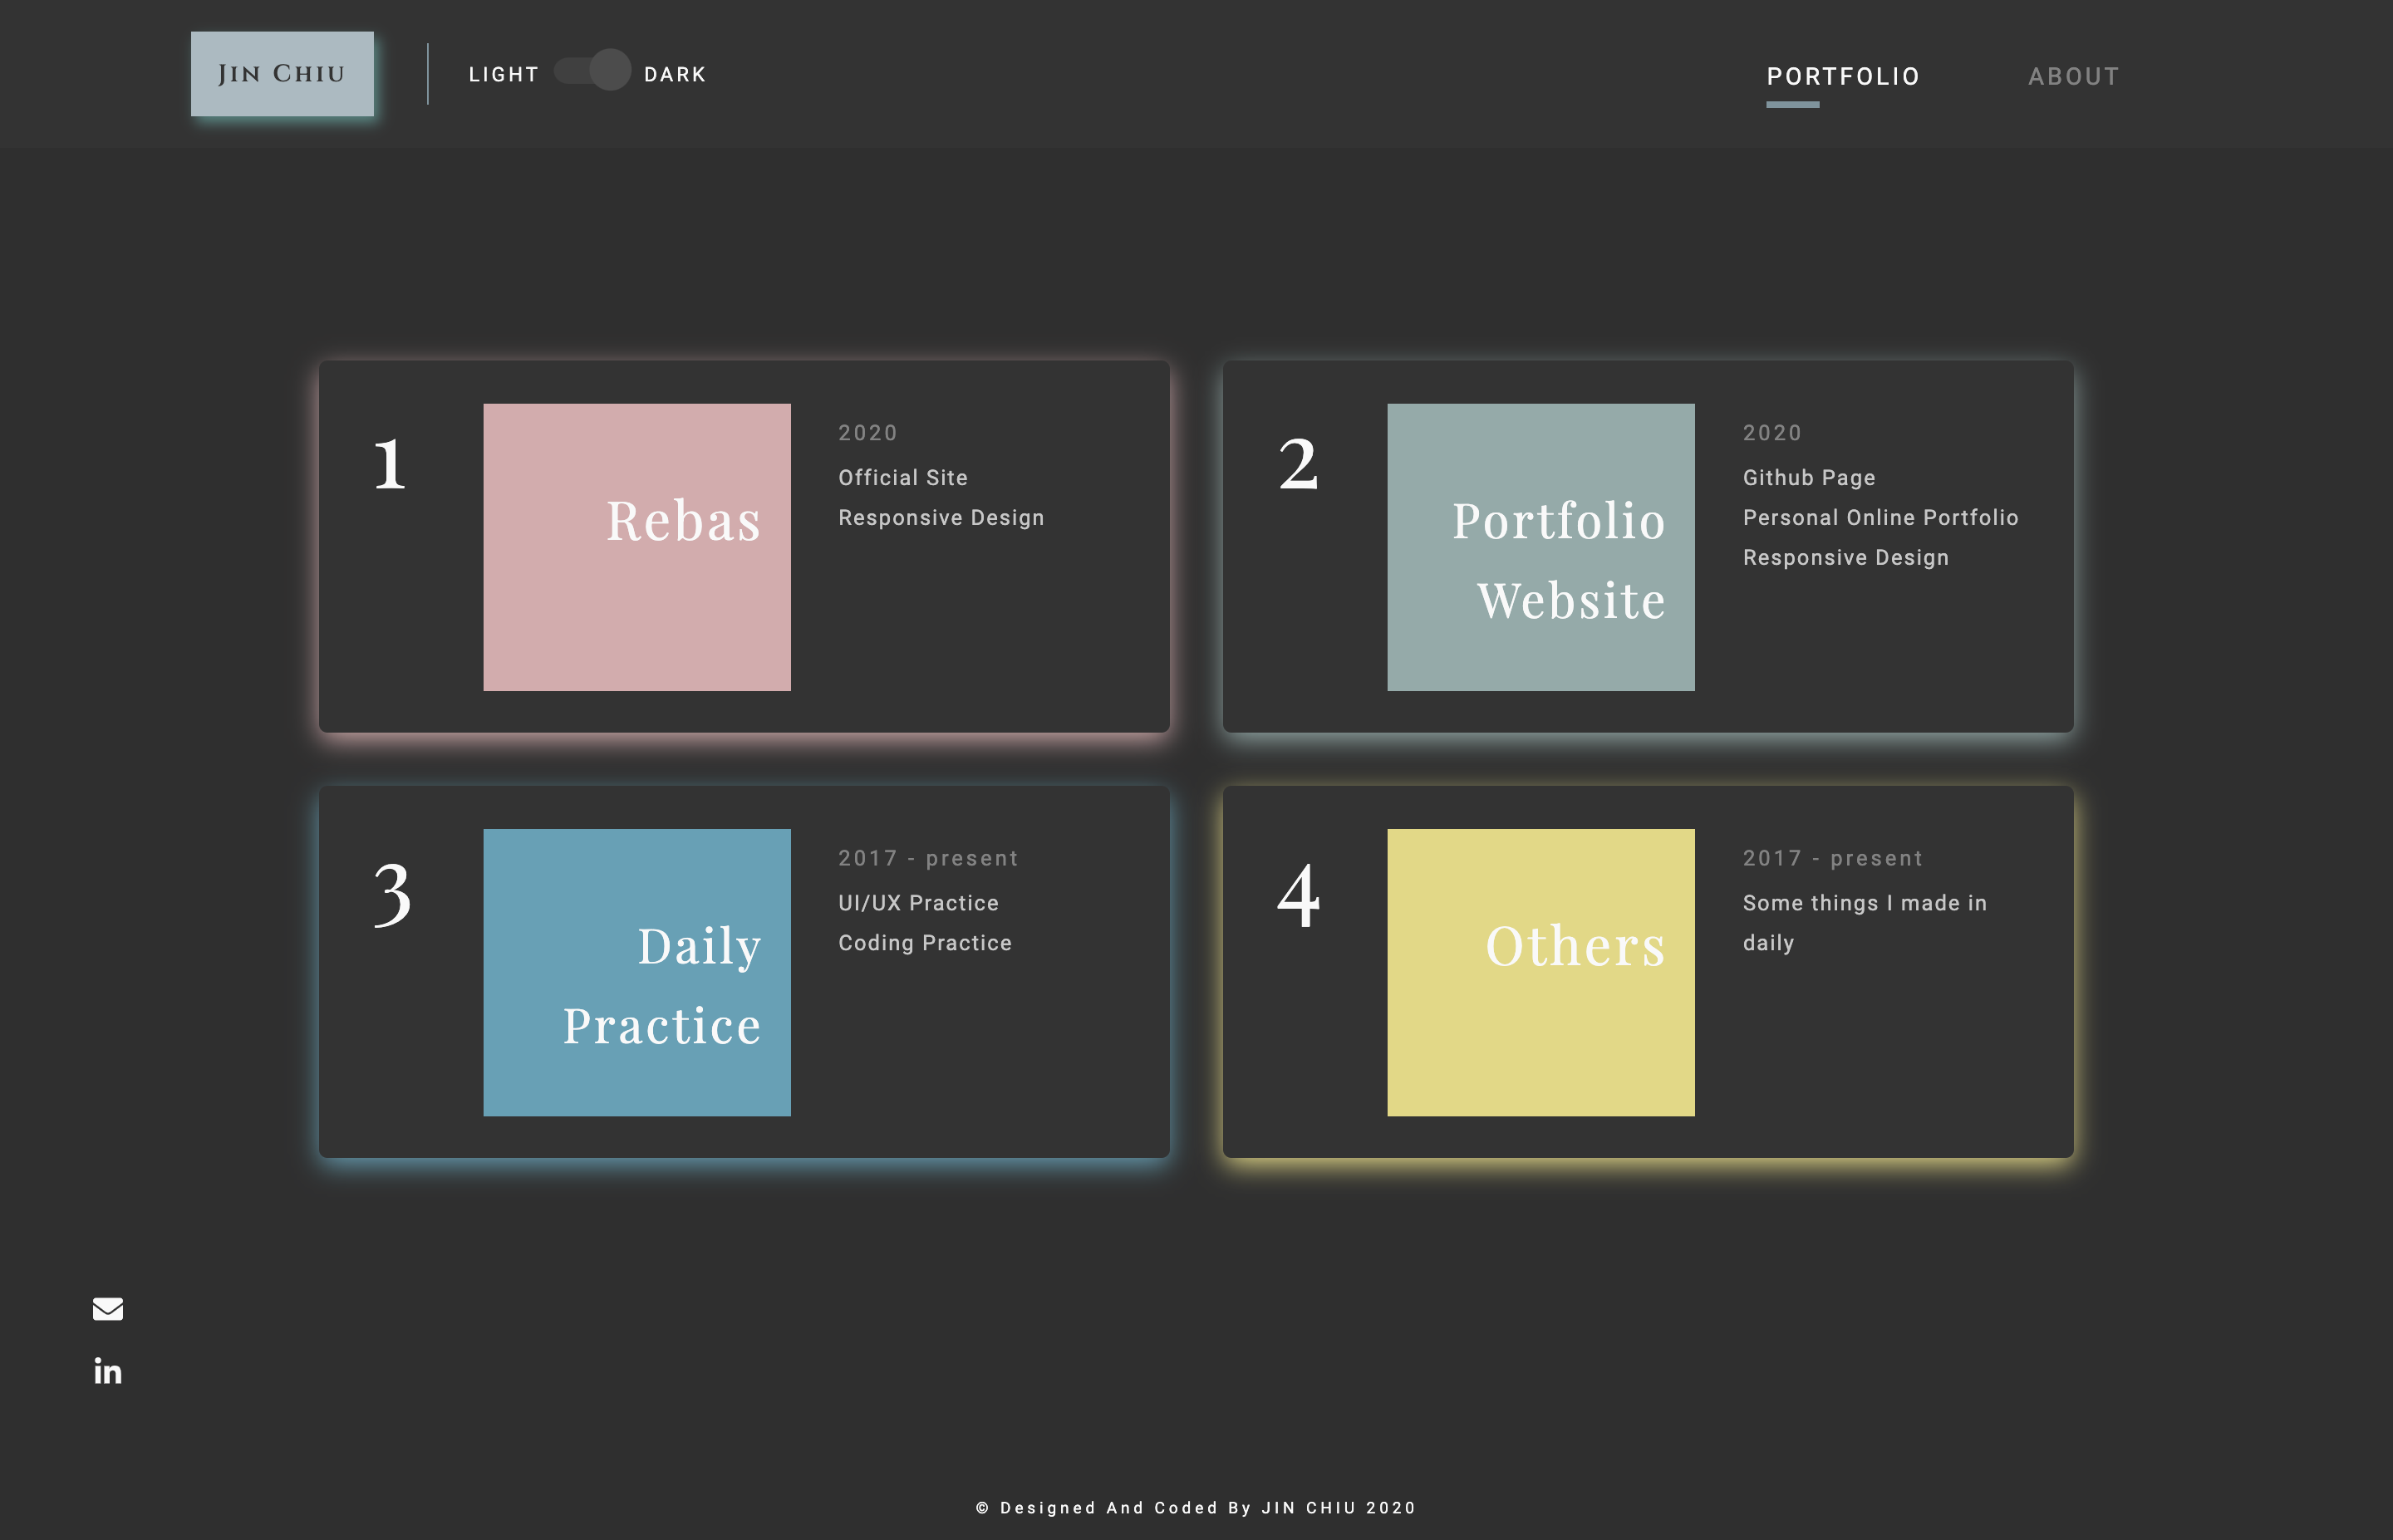 JIN CHIU
LIGHT
DARK
PORTFOLIO
ABOUT
1
Rebas
2020
Official Site
Responsive Design
2
Portfolio
Website
2020
Github Page
Personal Online Portfolio
Responsive Design
3
Daily
Practice
2017 - present
UI/UX Practice
Coding Practice
4
Others
2017 - present
Some things I made in
daily
in
© Designed And Coded By JIN CHIU 2020